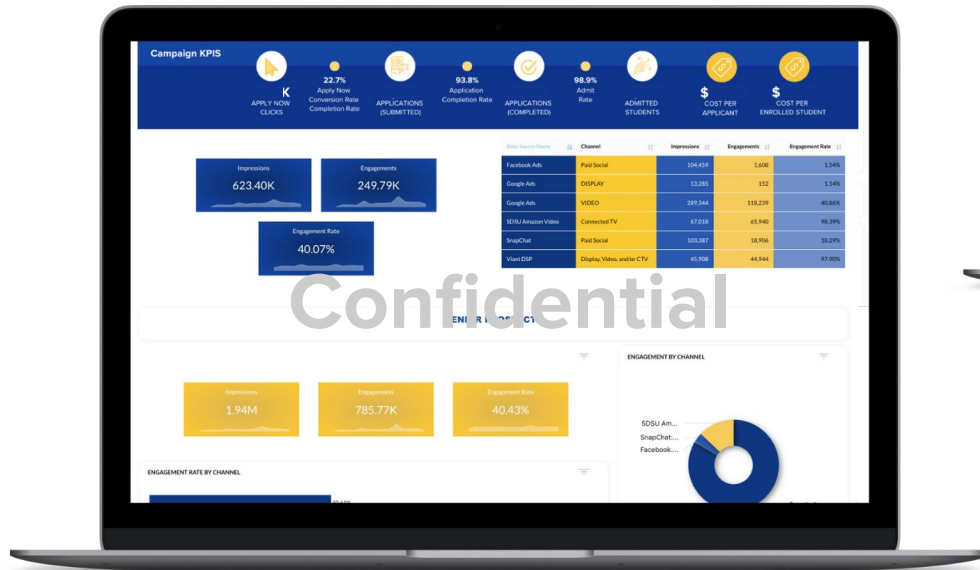 Campaign KPIS
K
APPLY NOW
CLICKS
22.7%
Apply Now
Conversion Rate
Completion Rate
APPLICATIONS
(SUBMITTED)
93.8%
Application
Completion Rate
APPLICATIONS
(COMPLETED)
98.9%
Admit
Rate
ADMITTED
STUDENTS
$
COST PER
APPLICANT
$
COST PER
ENROLLED STUDENT
Impressions
623.40K
Engagements
249.79K
Engagement Rate
40.07%
Data Source Name Channel Impressions Engagements Engagement Rate
Facebook Ads Paid Social 104,459 1,608 1.54%
Google Ads DISPLAY 13,285 152 1.14%
Google Ads VIDEO 289,344 118,239 40.86%
SDSU Amazon Video Connected TV 67,018 65,940 98.39%
SnapChat Paid Social 103,387 18,906 18.29%
Viant DSP Display, Video, and/or CTV 45,908 44,944 97.90%
Confidential
Impressions
1.94M
Engagements
785.77K
Engagement Rate
40.43%
ENGAGEMENT BY CHANNEL
SDSU Am...
SnapChat:...
Facebook....
ENGAGEMENT RATE BY CHANNEL